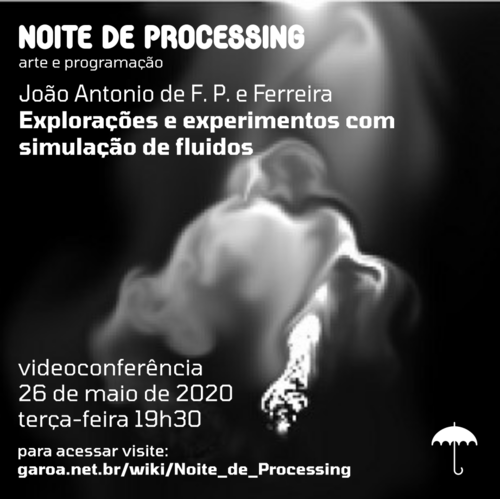 NOITE DE PROCESSING
arte e programação
João Antonio de F. P. e Ferreira
Explorações e experimentos com
simulação de fluidos
videoconferência
26 de maio de 2020
terça-feira 19h30
para acessar visite:
garoa.net.br/wiki/Noite_de_Processing